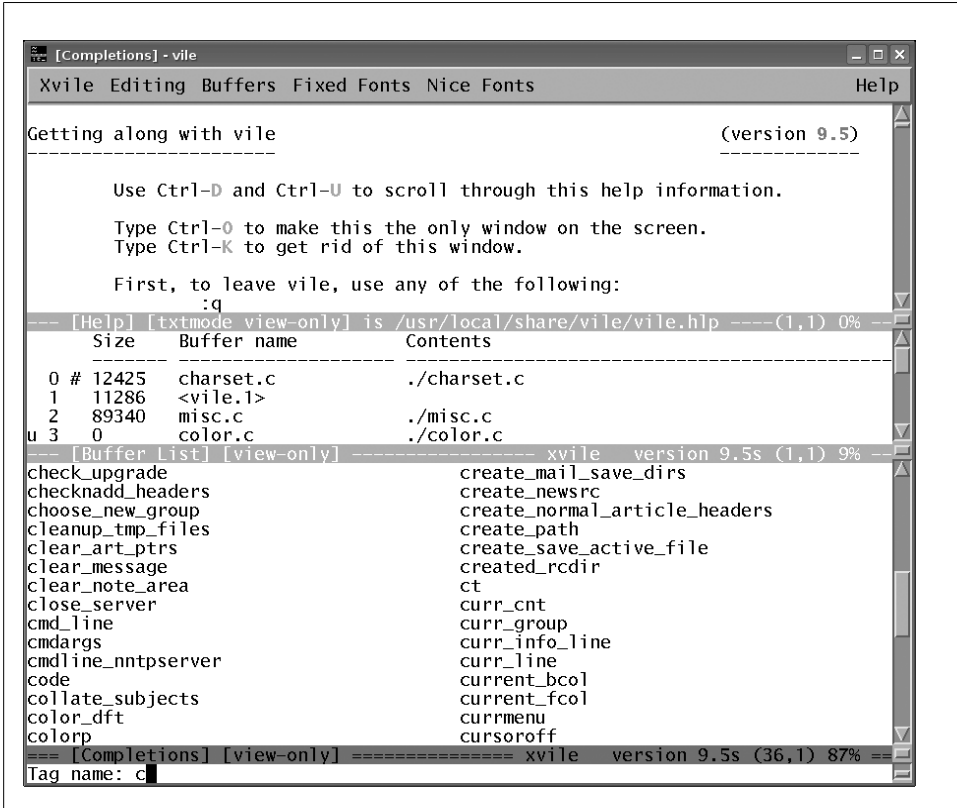 [Completions] - vile
Xvile Editing Buffers Fixed Fonts Nice Fonts Help
Getting along with vile (version 9.5)
----------------------- -------------
Use Ctrl-D and Ctrl-U to scroll through this help information.
Type Ctrl-O to make this the only window on the screen.
Type Ctrl-K to get rid of this window.
First, to leave vile, use any of the following:
:q
--- [Help] [txtmode view-only] is /usr/local/share/vile/vile.hlp ----(1,1) 0% --
Size Buffer name Contents
------- -------------------- ---------------------------------------------
0 # 12425 charset.c ./charset.c
1 11286 <vile.1>
2 89340 misc.c ./misc.c
u 3 0 color.c ./color.c
--- [Buffer List] [view-only] ----------------- xvile version 9.5s (1,1) 9% --
check_upgrade create_mail_save_dirs
checknadd_headers create_newsrc
choose_new_group create_normal_article_headers
cleanup_tmp_files create_path
clear_art_ptrs create_save_active_file
clear_message created_rcdir
clear_note_area ct
close_server curr_cnt
cmd_line curr_group
cmdargs curr_info_line
cmdline_nntpserver curr_line
code current_bcol
collate_subjects current_fcol
color_dft currmenu
colorp cursoroff
=== [Completions] [view-only] =============== xvile version 9.5s (36,1) 87% ==
Tag name: c